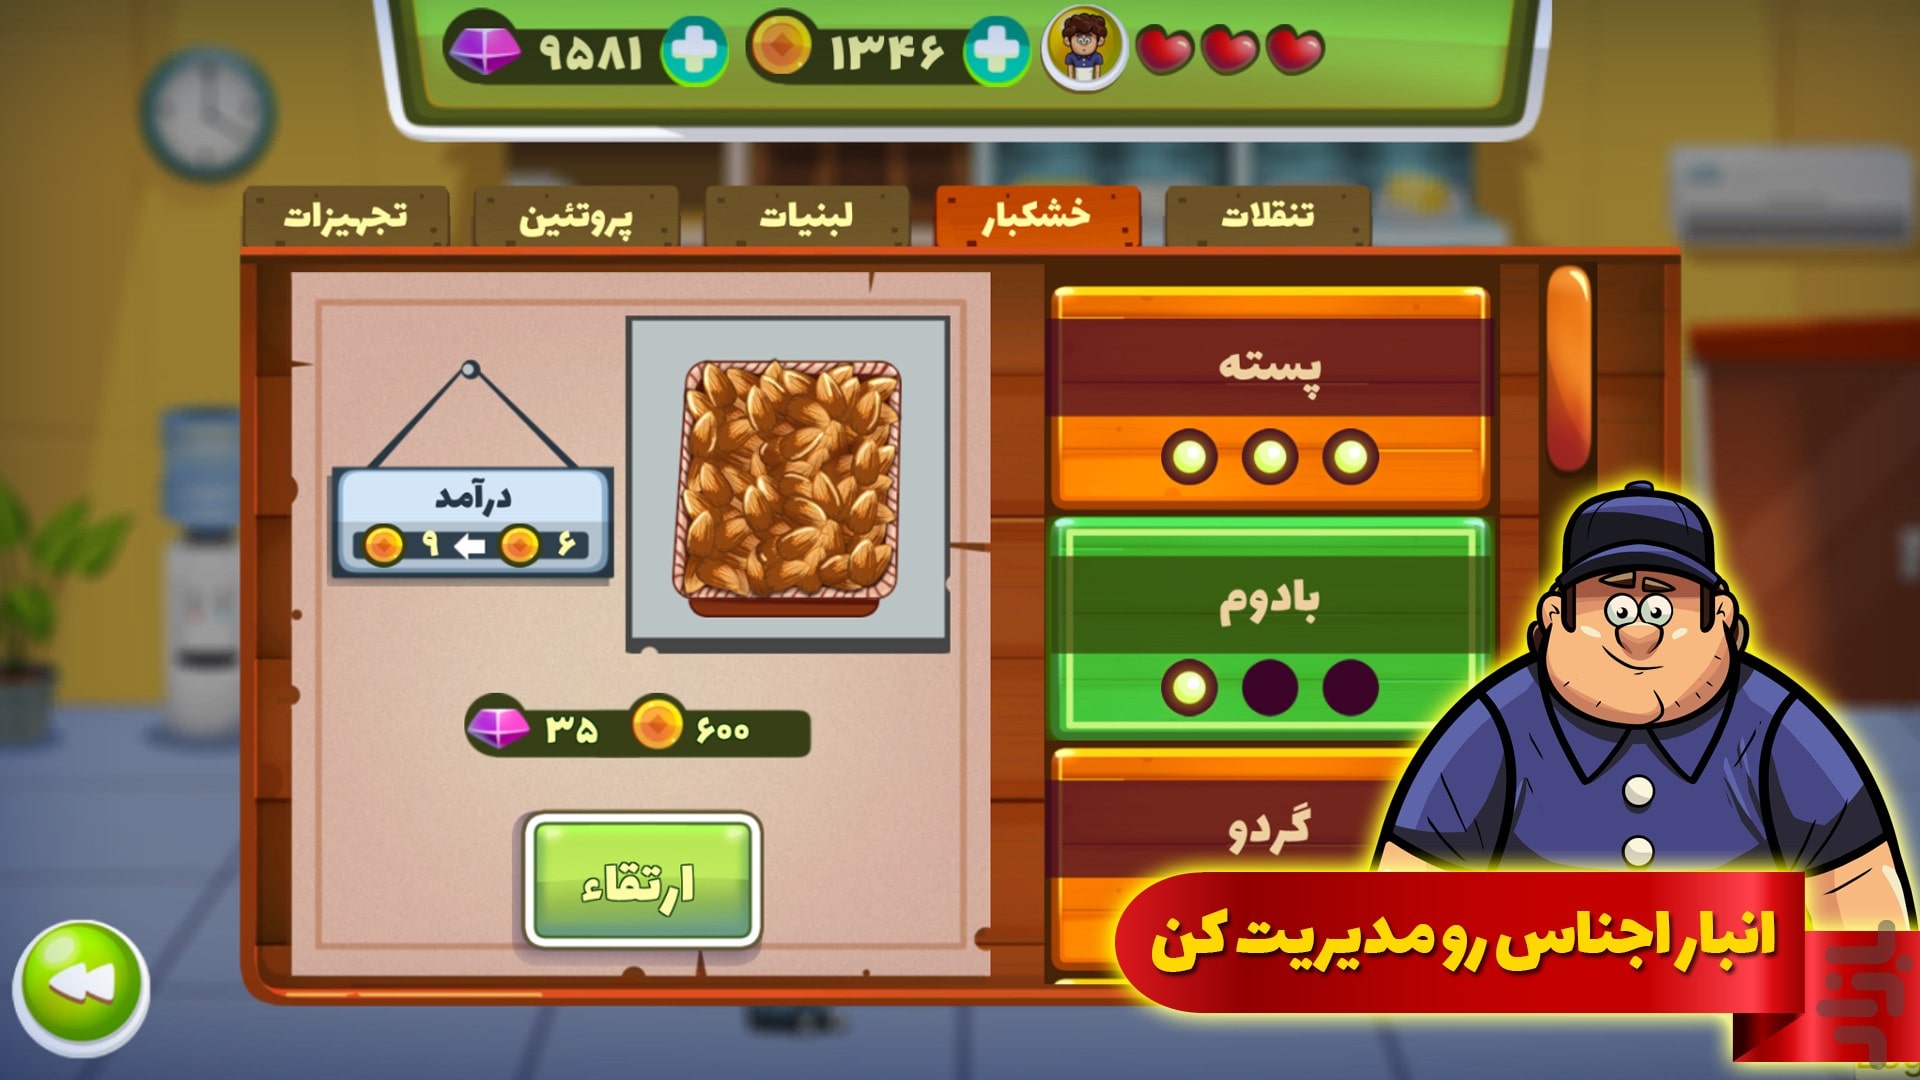 ۹۵۸۱ ۱۳۴۶
تنقلات خشکبار لبنیات پروتئین تجهیزات
پسته
درآمد
۶ ۹
بادوم
۳۵ ۶۰۰
گردو
ارتقاء
انبار اجناس رو مدیریت کن
بازار